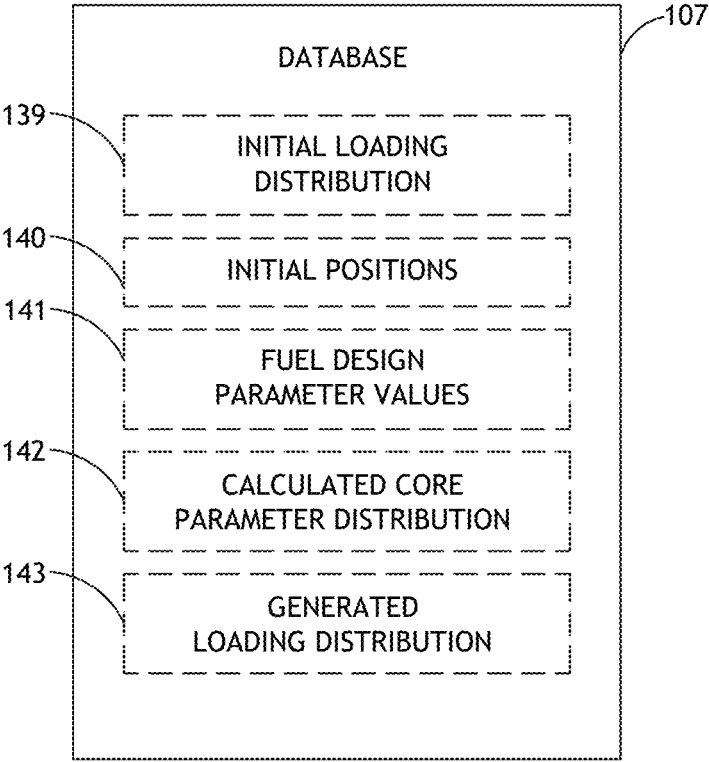 107
DATABASE
139
INITIAL LOADING
DISTRIBUTION
140
INITIAL POSITIONS
141
FUEL DESIGN
PARAMETER VALUES
142
CALCULATED CORE
PARAMETER DISTRIBUTION
143
GENERATED
LOADING DISTRIBUTION